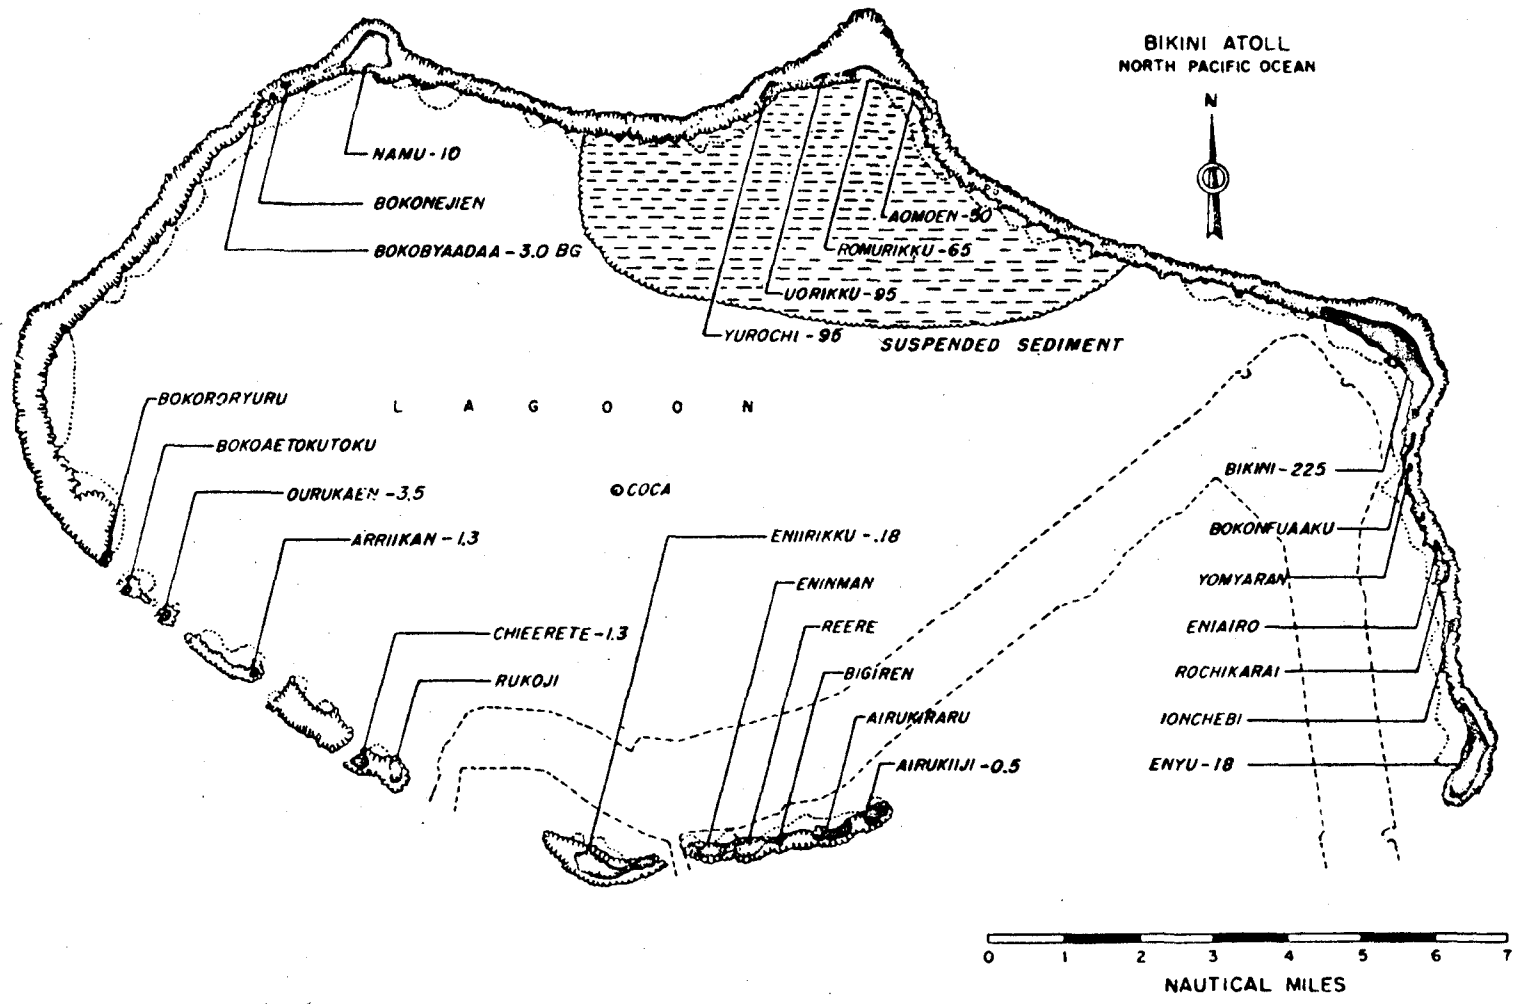 BIKINI ATOLL
NORTH PACIFIC OCEAN
N
NAMU-10
BOKONEJIEN
BOKOBYAADAA-3.0 BG
AOMOEN-50
ROMURIKKU-65
UORIKKU-95
YUROCHI-96
SUSPENDED SEDIMENT
BOKORORYURU
L A G O O N
BOKOAETOKUTOKU
OURUKAEN-3.5
COCA
BIKINI-225
ARRIIKAN-1.3
ENIIRIKKU-.18
BOKONFUAAKU
ENINMAN
YOMYARAN
CHIEERETE-1.3
REERE
ENIAIRO
RUKOJI
BIGIREN
ROCHIKARAI
AIRUKIRARU
IONCHEBI
AIRUKIIJI-0.5
ENYU-18
0 1 2 3 4 5 6 7
NAUTICAL MILES